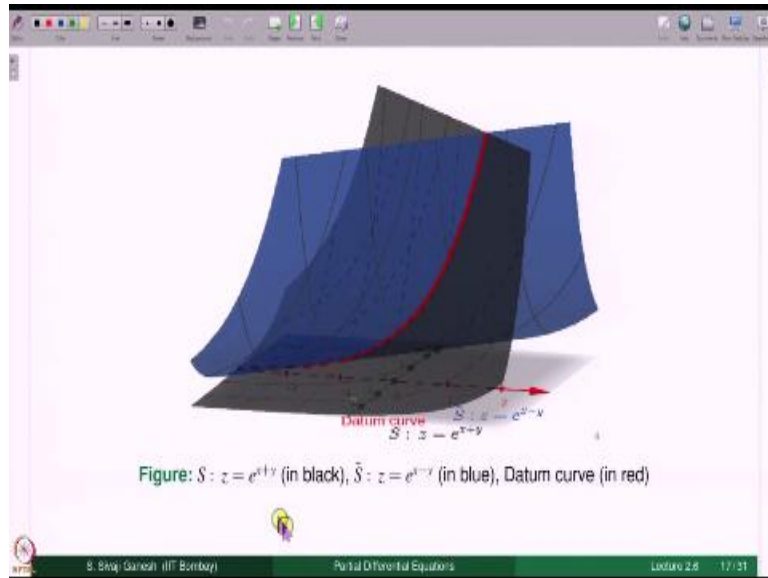 x
Datum curve
S̃ : z = e^{x−y}
S : z = e^{x+y}
Figure: S : z = e^{x+y} (in black), S̃ : z = e^{x−y} (in blue), Datum curve (in red)
S. Sivaji Ganesh (IIT Bombay)
Partial Differential Equations
Lecture 2.6
17/31